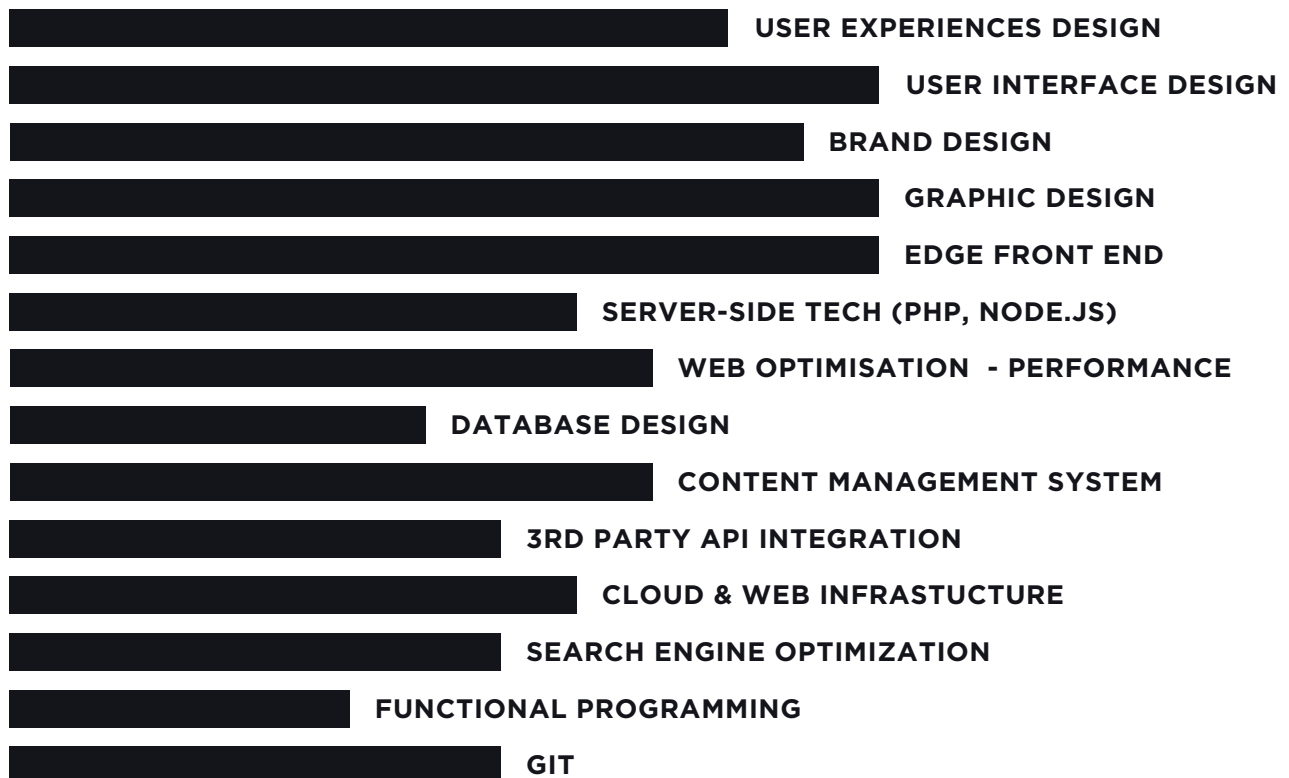 USER EXPERIENCES DESIGN
USER INTERFACE DESIGN
BRAND DESIGN
GRAPHIC DESIGN
EDGE FRONT END
SERVER-SIDE TECH (PHP, NODE.JS)
WEB OPTIMISATION  - PERFORMANCE
DATABASE DESIGN
CONTENT MANAGEMENT SYSTEM
3RD PARTY API INTEGRATION
CLOUD & WEB INFRASTUCTURE
SEARCH ENGINE OPTIMIZATION
FUNCTIONAL PROGRAMMING
GIT